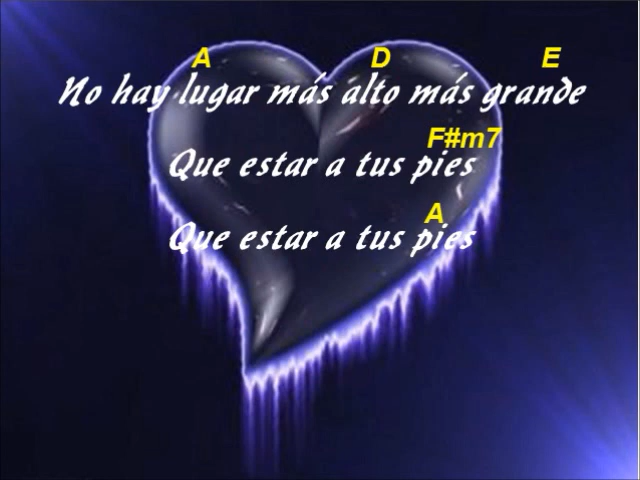 A D E
No hay lugar más alto más grande
F#m7
Que estar a tus pies
A
Que estar a tus pies